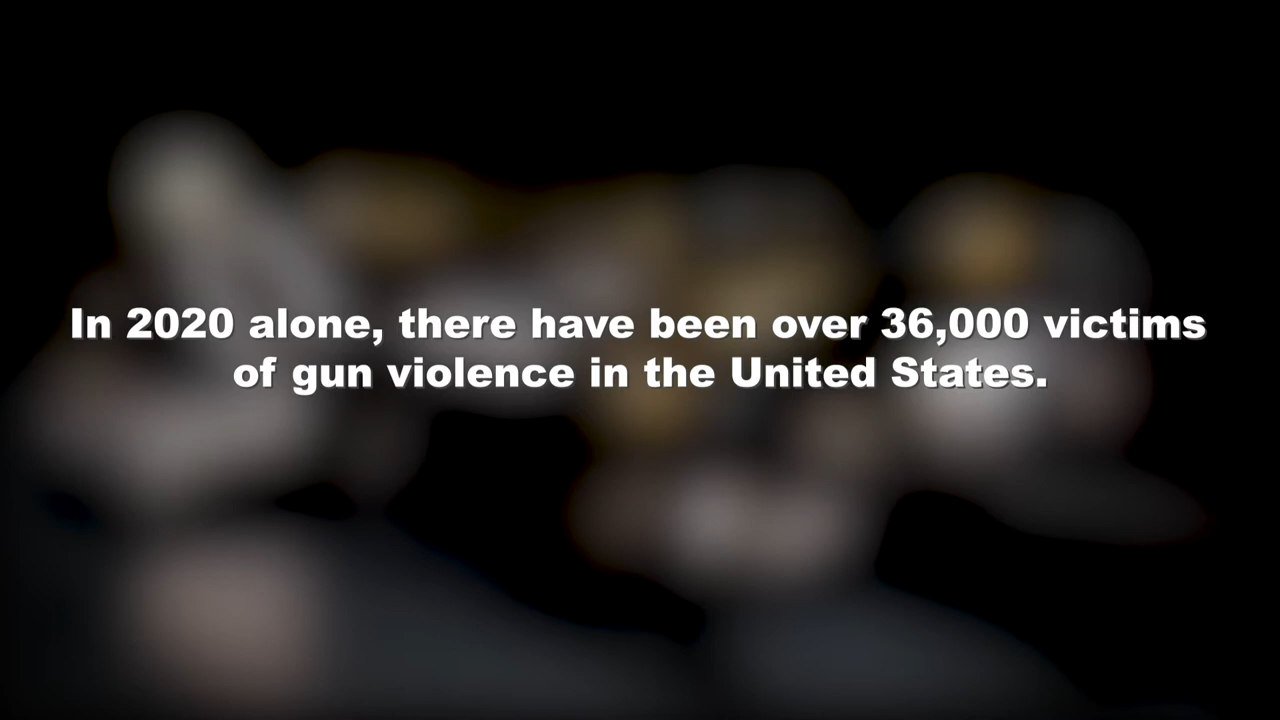 In 2020 alone, there have been over 36,000 victims
of gun violence in the United States.